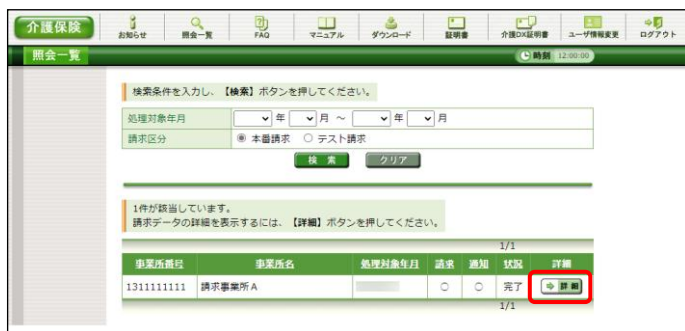 介護保険
お知らせ 照会一覧 FAQ マニュアル ダウンロード 証明書 介護DX証明書 ユーザ情報変更 ログアウト
照会一覧 時刻 12:00:00
検索条件を入力し、【検索】ボタンを押してください。
処理対象年月 年 月 ～ 年 月
請求区分 本番請求 テスト請求
検 索 クリア
1件が該当しています。
請求データの詳細を表示するには、【詳細】ボタンを押してください。
1/1
事業所番号 事業所名 処理対象年月 請求 通知 状況 詳細
1311111111 請求事業所A ○ ○ 完了 詳細
1/1